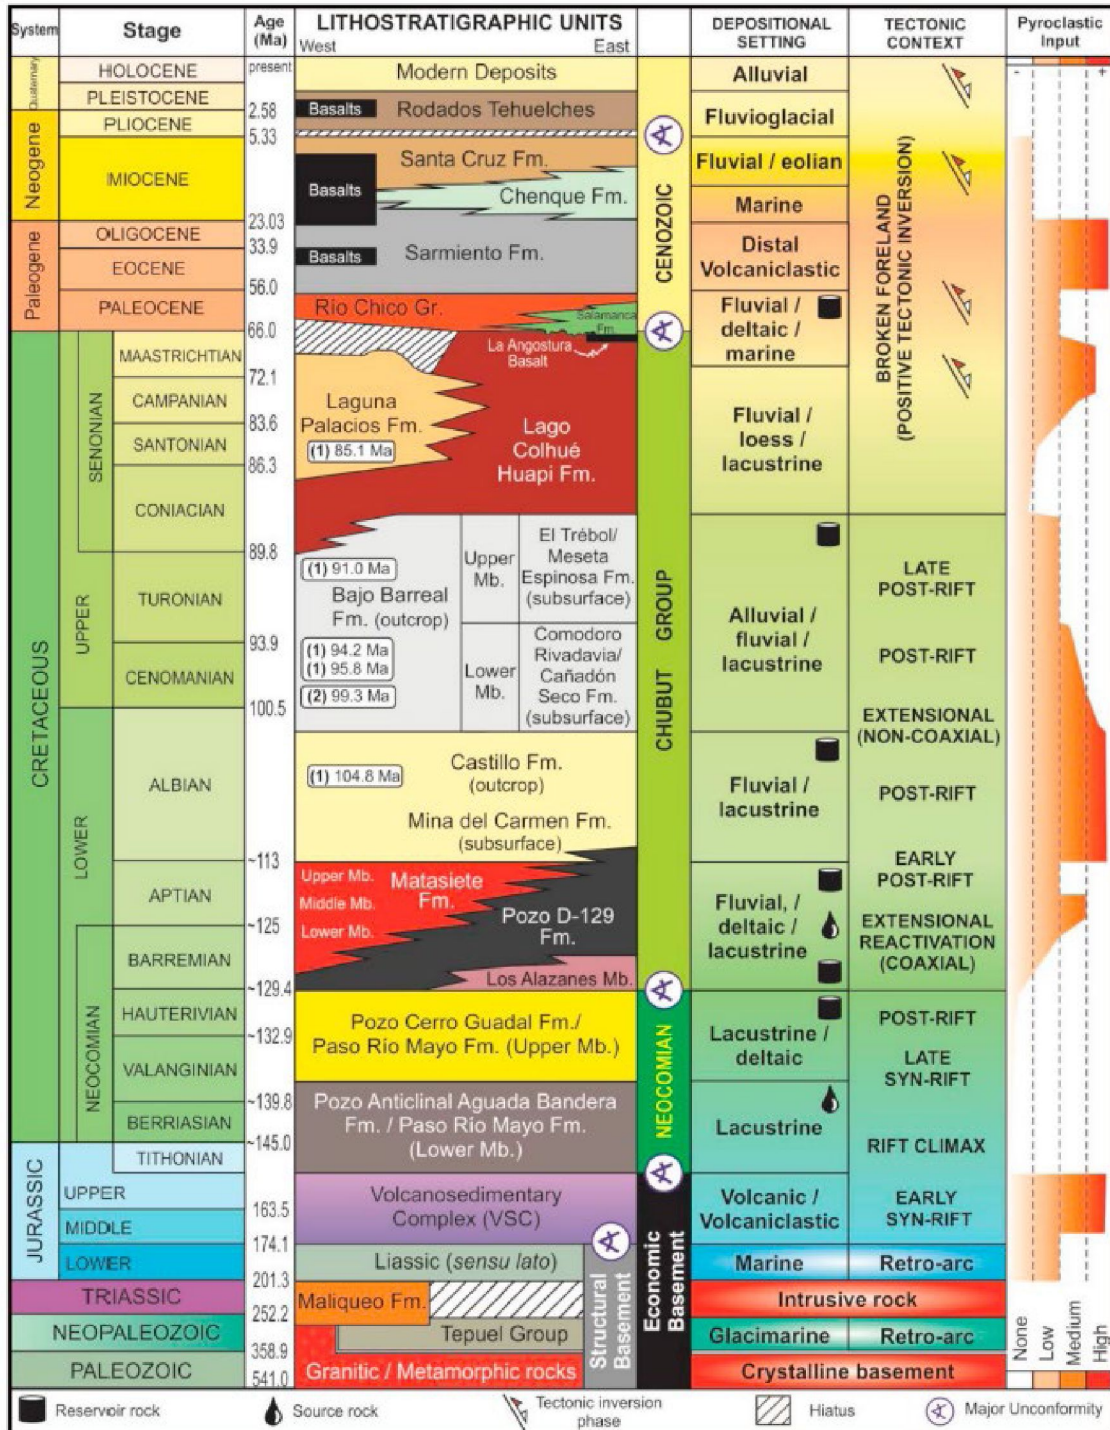 System
Stage
Age
(Ma)
LITHOSTRATIGRAPHIC UNITS
West
East
DEPOSITIONAL
SETTING
TECTONIC
CONTEXT
Pyroclastic
Input
- +
Quaternary
HOLOCENE
PLEISTOCENE
Neogene
PLIOCENE
MIOCENE
Paleogene
OLIGOCENE
EOCENE
PALEOCENE
CRETACEOUS
UPPER
SENONIAN
MAASTRICHTIAN
CAMPANIAN
SANTONIAN
CONIACIAN
TURONIAN
CENOMANIAN
LOWER
ALBIAN
APTIAN
NEOCOMIAN
BARREMIAN
HAUTERIVIAN
VALANGINIAN
BERRIASIAN
JURASSIC
TITHONIAN
UPPER
MIDDLE
LOWER
TRIASSIC
NEOPALEOZOIC
PALEOZOIC
present
2.58
5.33
23.03
33.9
56.0
66.0
72.1
83.6
86.3
89.8
93.9
100.5
~113
~125
~129.4
~132.9
~139.8
~145.0
163.5
174.1
201.3
252.2
358.9
541.0
Modern Deposits
Basalts
Rodados Tehuelches
Santa Cruz Fm.
Basalts
Chenque Fm.
Basalts
Sarmiento Fm.
Río Chico Gr.
Salamanca
Fm.
La Angostura
Basalt
Laguna
Palacios Fm.
(1) 85.1 Ma
Lago
Colhué
Huapi Fm.
(1) 91.0 Ma
Bajo Barreal
Fm. (outcrop)
(1) 94.2 Ma
(1) 95.8 Ma
(2) 99.3 Ma
Upper
Mb.
El Trébol/
Meseta
Espinosa Fm.
(subsurface)
Lower
Mb.
Comodoro
Rivadavia/
Cañadón
Seco Fm.
(subsurface)
(1) 104.8 Ma
Castillo Fm.
(outcrop)
Mina del Carmen Fm.
(subsurface)
Upper Mb.
Middle Mb.
Lower Mb.
Matasiete
Fm.
Pozo D-129
Fm.
Los Alazanes Mb.
Pozo Cerro Guadal Fm./
Paso Río Mayo Fm. (Upper Mb.)
Pozo Anticlinal Aguada Bandera
Fm. / Paso Río Mayo Fm.
(Lower Mb.)
Volcanosedimentary
Complex (VSC)
Liassic (sensu lato)
Maliqueo Fm.
Tepuel Group
Granitic / Metamorphic rocks
Structural
Basement
CENOZOIC
CHUBUT GROUP
NEOCOMIAN
Economic
Basement
Alluvial
Fluvioglacial
Fluvial / eolian
Marine
Distal
Volcaniclastic
Fluvial /
deltaic /
marine
Fluvial /
loess /
lacustrine
Alluvial /
fluvial /
lacustrine
Fluvial /
lacustrine
Fluvial, /
deltaic /
lacustrine
Lacustrine /
deltaic
Lacustrine
Volcanic /
Volcaniclastic
Marine
Retro-arc
Intrusive rock
Glacimarine
Retro-arc
Crystalline basement
BROKEN FORELAND
(POSITIVE TECTONIC INVERSION)
LATE
POST-RIFT
POST-RIFT
EXTENSIONAL
(NON-COAXIAL)
POST-RIFT
EARLY
POST-RIFT
EXTENSIONAL
REACTIVATION
(COAXIAL)
POST-RIFT
LATE
SYN-RIFT
RIFT CLIMAX
EARLY
SYN-RIFT
None
Low
Medium
High
Reservoir rock
Source rock
Tectonic inversion
phase
Hiatus
Major Unconformity